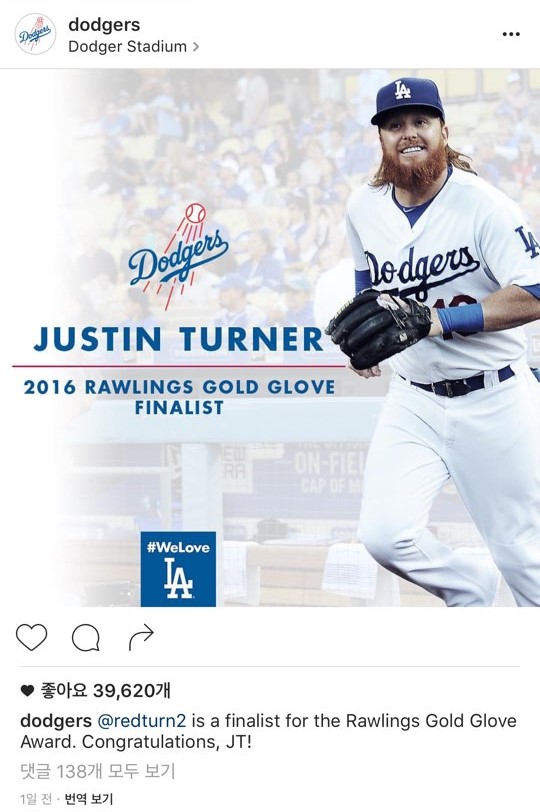 Dodgers
dodgers
Dodger Stadium >
LA
Dodgers
Dodgers
LA
JUSTIN TURNER
2016 RAWLINGS GOLD GLOVE
FINALIST
ON-FIEL
CAP OF M
#WeLove
LA
좋아요 39,620개
dodgers @redturn2 is a finalist for the Rawlings Gold Glove
Award. Congratulations, JT!
댓글 138개 모두 보기
1일 전 · 번역 보기